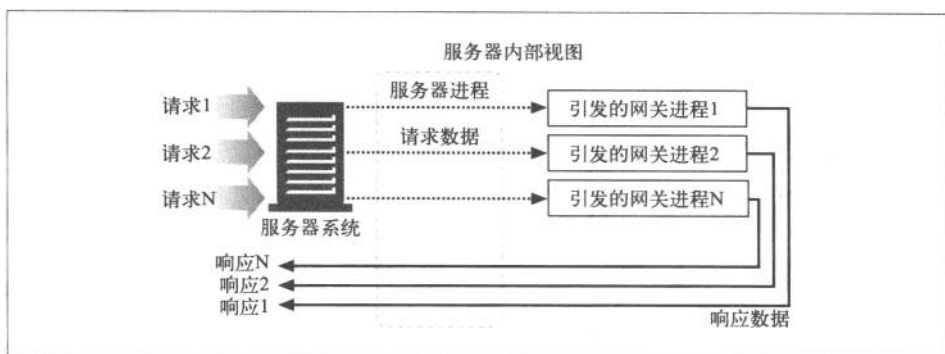 服务器内部视图
服务器进程
请求1
引发的网关进程1
请求数据
请求2
引发的网关进程2
请求N
引发的网关进程N
服务器系统
响应N
响应2
响应1
响应数据